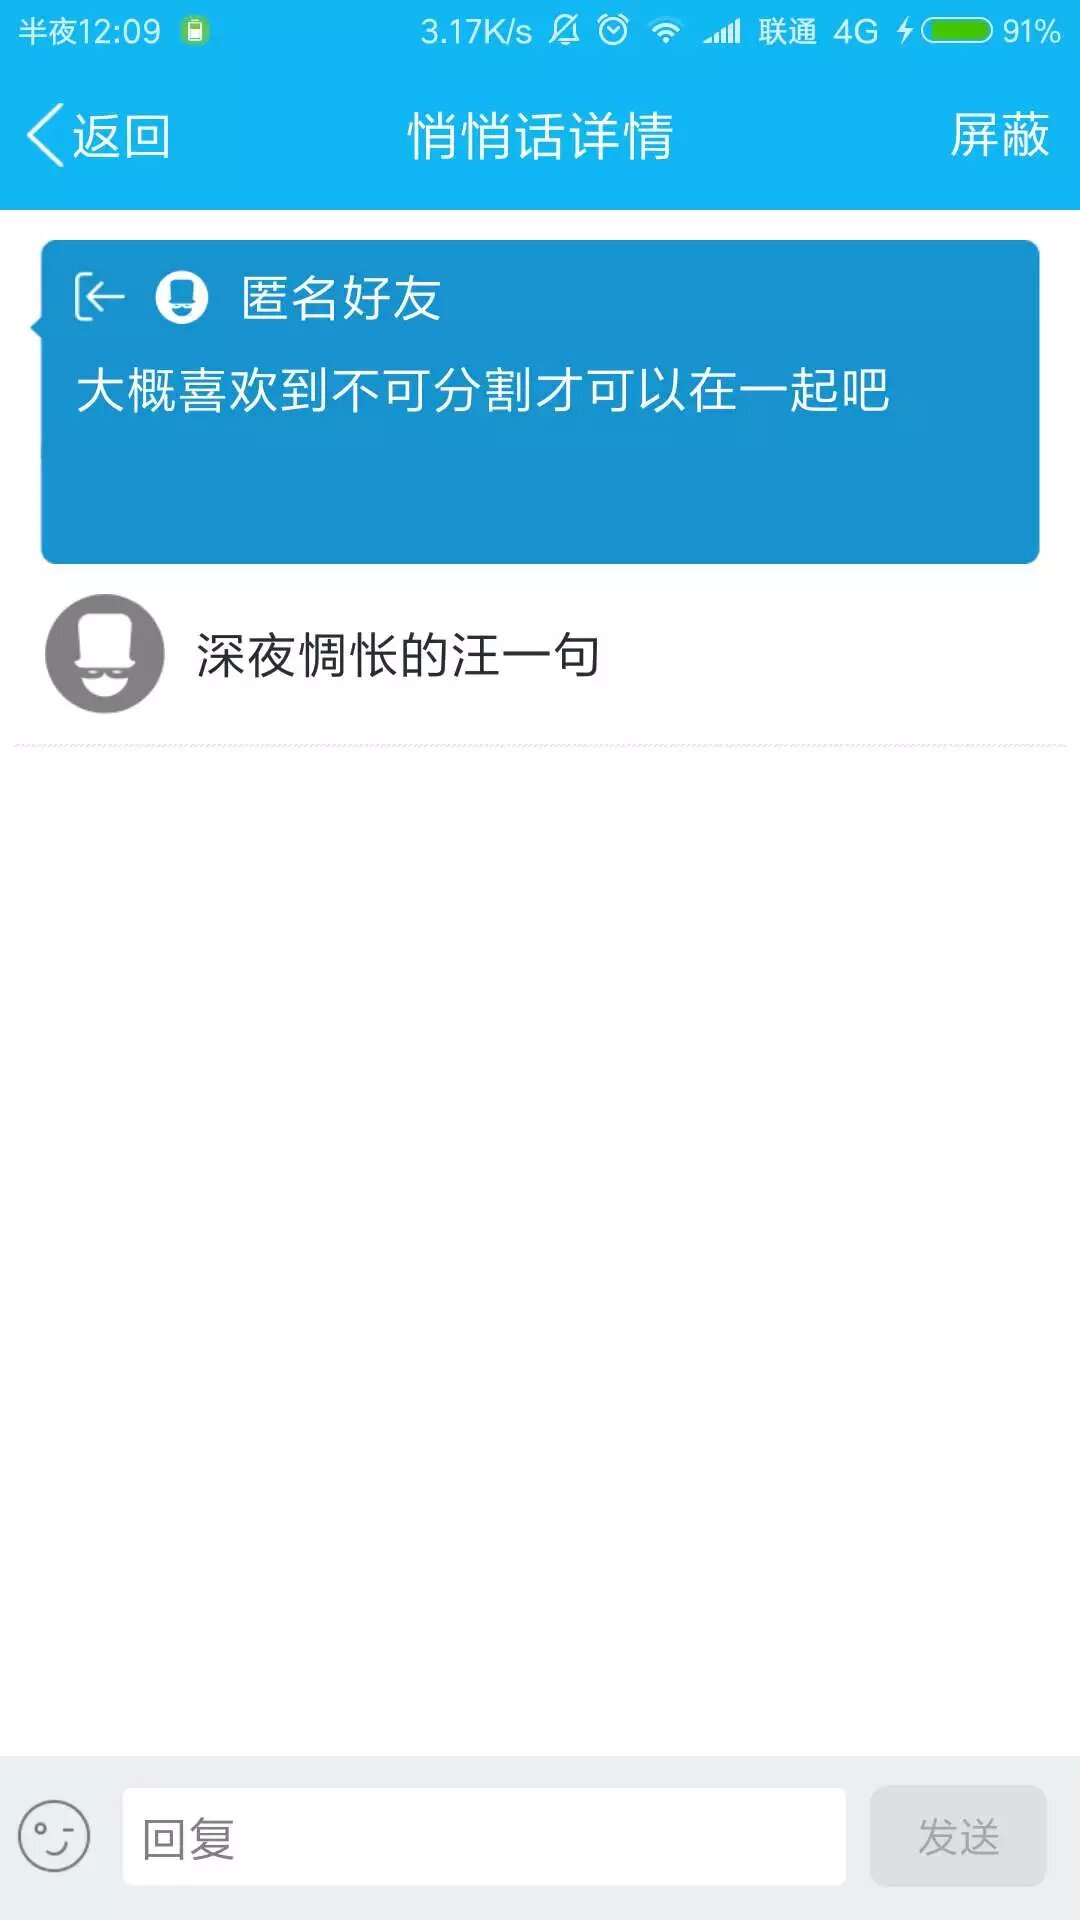 半夜12:09 3.17K/s 联通 4G 91%
返回 悄悄话详情 屏蔽
匿名好友
大概喜欢到不可分割才可以在一起吧
深夜惆怅的汪一句
回复 发送